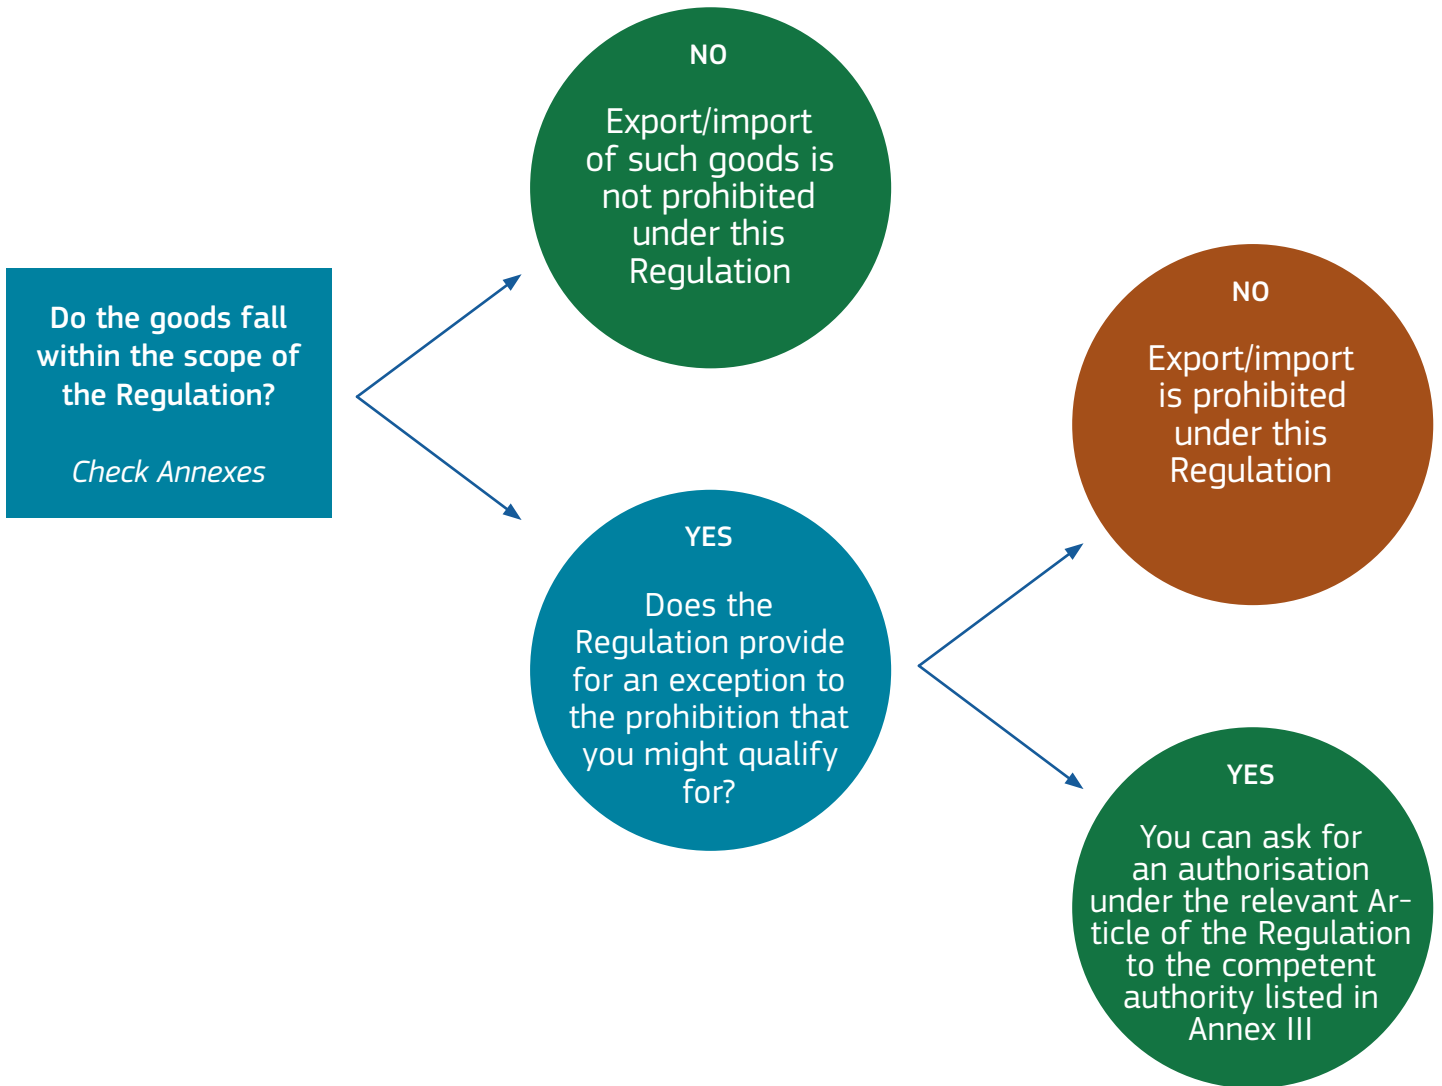 Do the goods fall
within the scope of
the Regulation?
Check Annexes
NO
Export/import
of such goods is
not prohibited
under this
Regulation
YES
Does the
Regulation provide
for an exception to
the prohibition that
you might qualify
for?
NO
Export/import
is prohibited
under this
Regulation
YES
You can ask for
an authorisation
under the relevant Ar-
ticle of the Regulation
to the competent
authority listed in
Annex III